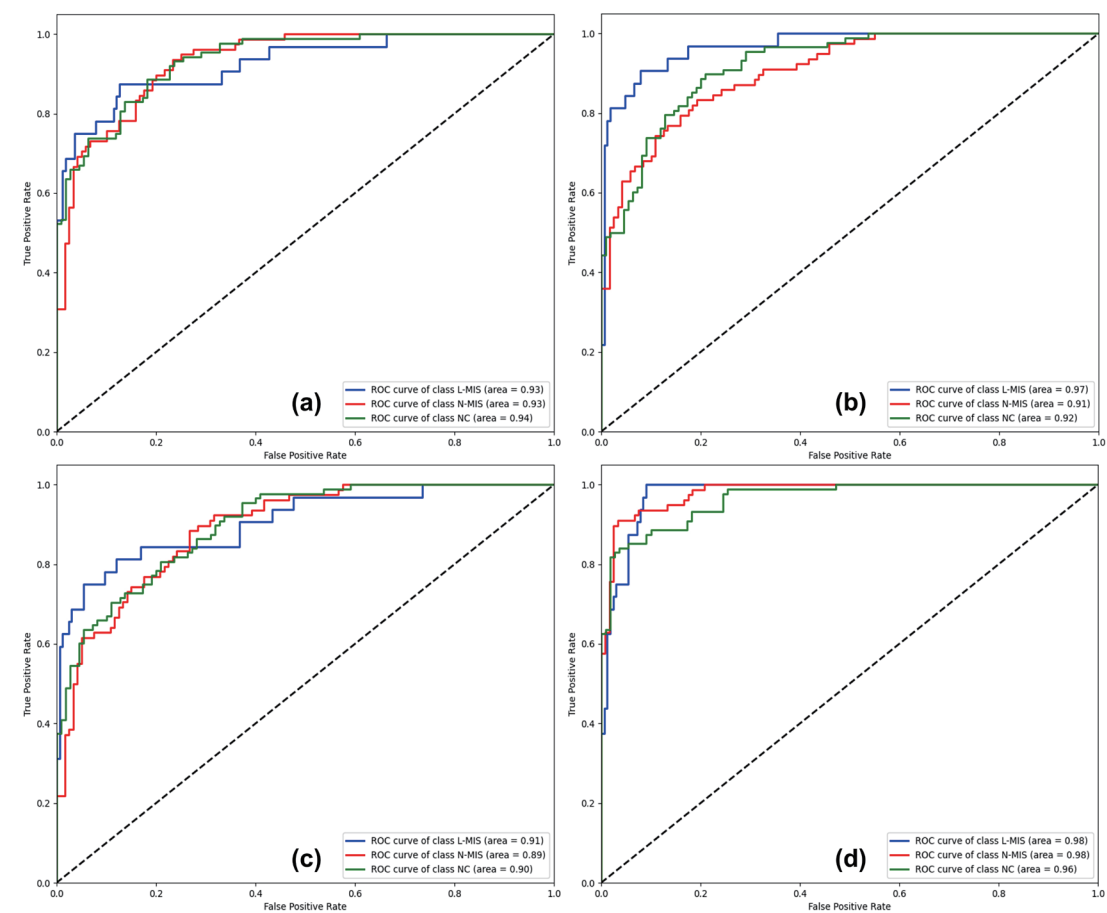 1.0
0.8
0.6
0.4
0.2
0.0
True Positive Rate
0.0 0.2 0.4 0.6 0.8 1.0
False Positive Rate
(a)
ROC curve of class L-MIS (area = 0.93)
ROC curve of class N-MIS (area = 0.93)
ROC curve of class NC (area = 0.94)
1.0
0.8
0.6
0.4
0.2
0.0
True Positive Rate
0.0 0.2 0.4 0.6 0.8 1.0
False Positive Rate
(b)
ROC curve of class L-MIS (area = 0.97)
ROC curve of class N-MIS (area = 0.91)
ROC curve of class NC (area = 0.92)
1.0
0.8
0.6
0.4
0.2
0.0
True Positive Rate
0.0 0.2 0.4 0.6 0.8 1.0
False Positive Rate
(c)
ROC curve of class L-MIS (area = 0.91)
ROC curve of class N-MIS (area = 0.89)
ROC curve of class NC (area = 0.90)
1.0
0.8
0.6
0.4
0.2
0.0
True Positive Rate
0.0 0.2 0.4 0.6 0.8 1.0
False Positive Rate
(d)
ROC curve of class L-MIS (area = 0.98)
ROC curve of class N-MIS (area = 0.98)
ROC curve of class NC (area = 0.96)